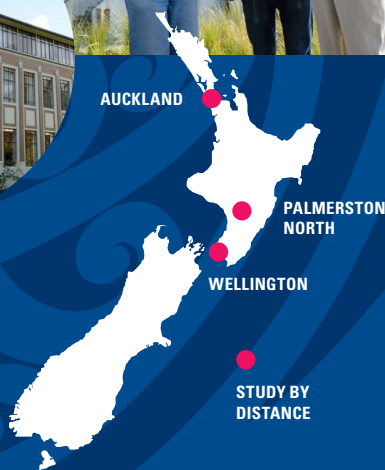 AUCKLAND
PALMERSTON
NORTH
WELLINGTON
STUDY BY
DISTANCE